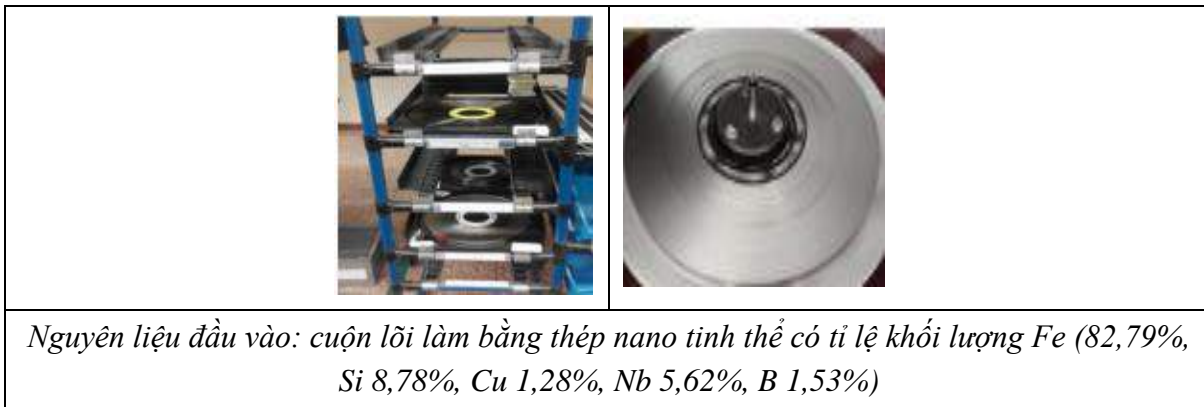 Nguyên liệu đầu vào: cuộn lõi làm bằng thép nano tinh thể có tỉ lệ khối lượng Fe (82,79%,
Si 8,78%, Cu 1,28%, Nb 5,62%, B 1,53%)